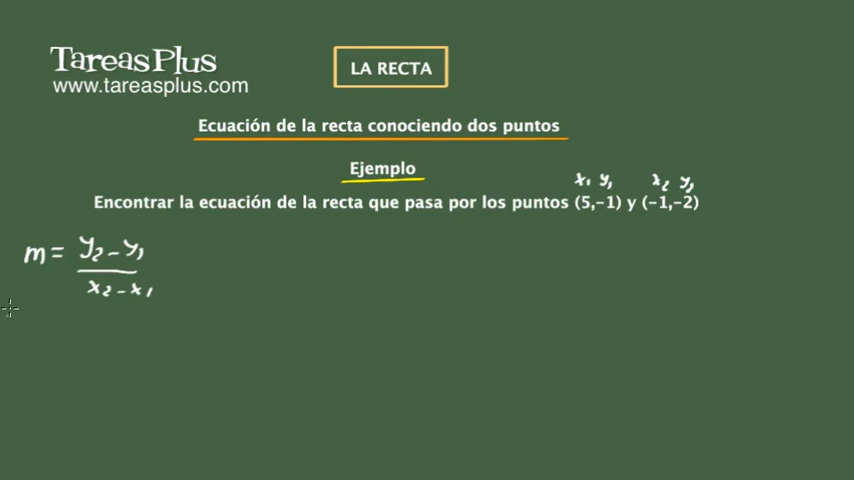 TareasPlus
www.tareasplus.com
LA RECTA
Ecuación de la recta conociendo dos puntos
Ejemplo
x₁ y₁ x₂ y₂
Encontrar la ecuación de la recta que pasa por los puntos (5,-1) y (-1,-2)
m = y₂ - y₁
x₂ - x₁